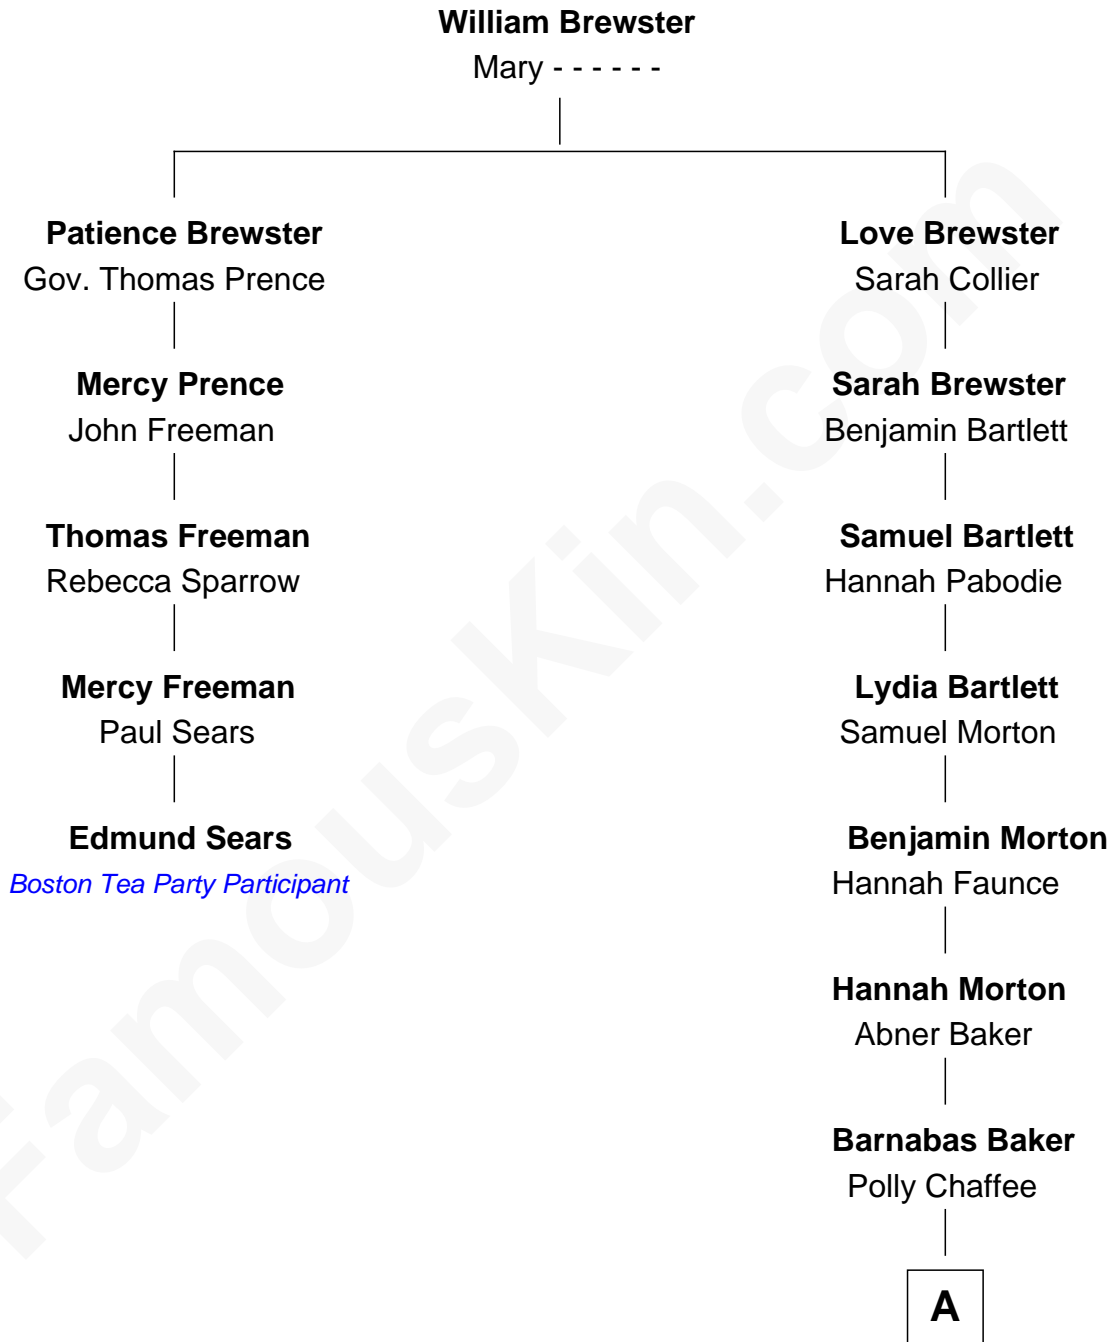 William Brewster
Mary - - - - - -
Patience Brewster
Gov. Thomas Prence
Love Brewster
Sarah Collier
Mercy Prence
John Freeman
Sarah Brewster
Benjamin Bartlett
Thomas Freeman
Rebecca Sparrow
Samuel Bartlett
Hannah Pabodie
Mercy Freeman
Paul Sears
Lydia Bartlett
Samuel Morton
Edmund Sears
Boston Tea Party Participant
Benjamin Morton
Hannah Faunce
Hannah Morton
Abner Baker
Barnabas Baker
Polly Chaffee
A
FamousKin.com